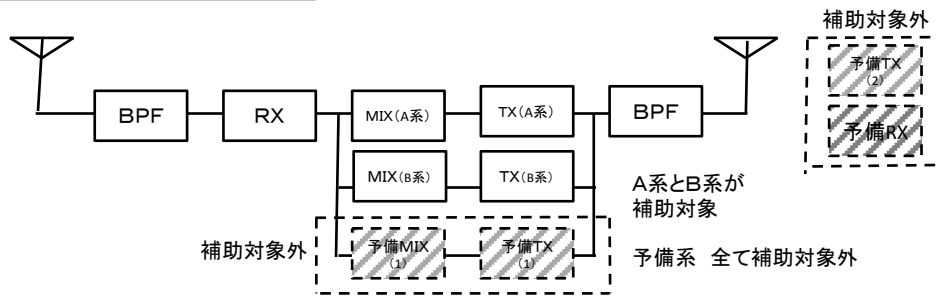 補助対象外
予備TX
(2)
予備RX
BPF
RX
MIX(A系)
TX(A系)
BPF
MIX(B系)
TX(B系)
A系とB系が
補助対象
補助対象外
予備MIX
(1)
予備TX
(1)
予備系 全て補助対象外